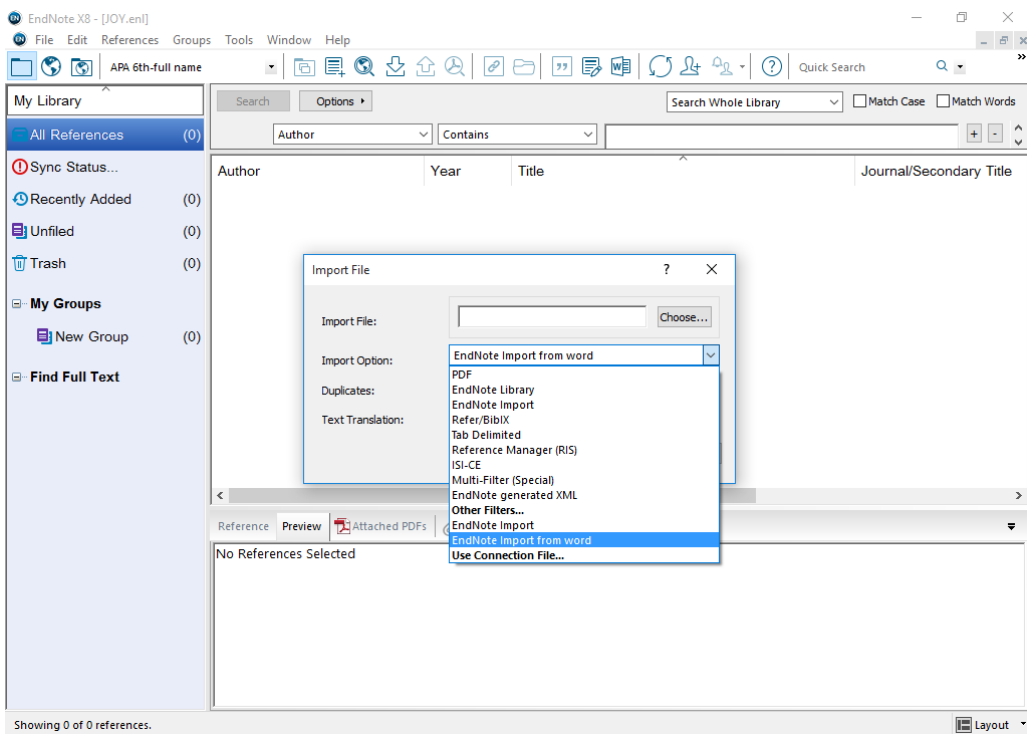 EndNote X8 - [JOY.enl]
File Edit References Groups Tools Window Help
APA 6th-full name
Quick Search
My Library
Search Options
Search Whole Library
Match Case
Match Words
Author
Contains
+ -
All References (0)
Sync Status...
Recently Added (0)
Unfiled (0)
Trash (0)
My Groups
New Group (0)
Find Full Text
Author Year Title Journal/Secondary Title
Import File
?
Import File:
Choose...
Import Option:
EndNote Import from word
Duplicates:
Text Translation:
PDF
EndNote Library
EndNote Import
Refer/BibIX
Tab Delimited
Reference Manager (RIS)
ISI-CE
Multi-Filter (Special)
EndNote generated XML
Other Filters...
EndNote Import
EndNote Import from word
Use Connection File...
Reference Preview Attached PDFs
No References Selected
Showing 0 of 0 references.
Layout